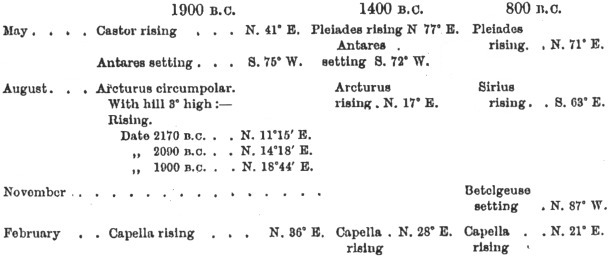 1900 B.C. 1400 B.C. 800 B.C.
May . . . . Castor rising . . . N. 41° E. Pleiades rising N 77° E. Pleiades
Antares . rising. . N. 71° E.
Antares setting . . . S. 75° W. setting S. 72° W.
August. . . Arcturus circumpolar. Arcturus Sirius
With hill 3° high :— rising . N. 17° E. rising. . S. 63° E.
Rising.
Date 2170 B.C. . . N. 11°15′ E.
„ 2090 B.C. . . N. 14°18′ E.
„ 1900 B.C. . . N. 18°44′ E.
November . . . . . . . . . . . . . . . . Betelgeuse
setting . N. 87° W.
February . . Capella rising . . . N. 36° E. Capella . N. 28° E. Capella . . N. 21° E.
rising rising